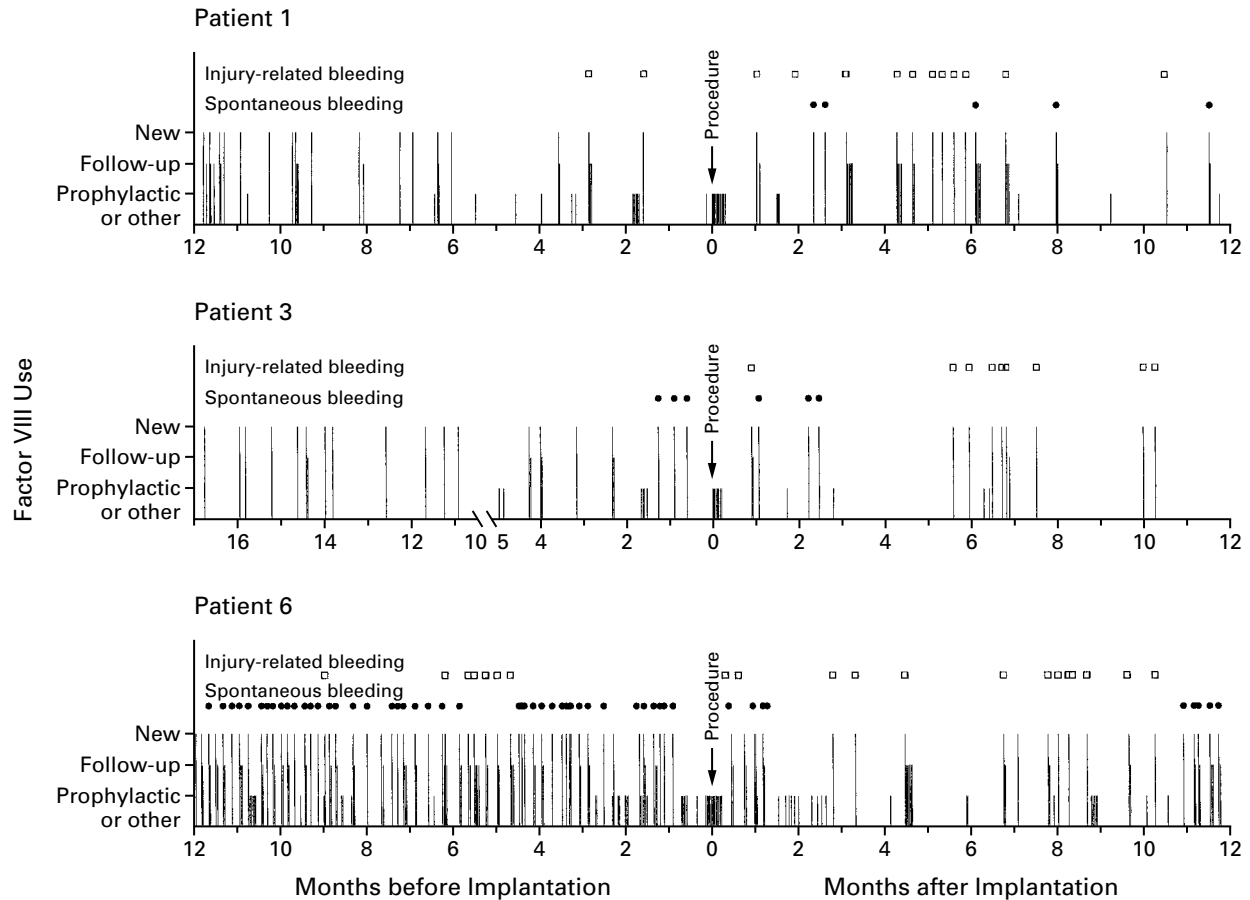 Patient 1
Injury-related bleeding
Spontaneous bleeding
Procedure
New
Follow-up
Prophylactic
or other
12 10 8 6 4 2 0 2 4 6 8 10 12
Patient 3
Factor VIII Use
Injury-related bleeding
Spontaneous bleeding
Procedure
New
Follow-up
Prophylactic
or other
16 14 12 10 5 4 2 0 2 4 6 8 10 12
Patient 6
Injury-related bleeding
Spontaneous bleeding
Procedure
New
Follow-up
Prophylactic
or other
12 10 8 6 4 2 0 2 4 6 8 10 12
Months before Implantation Months after Implantation